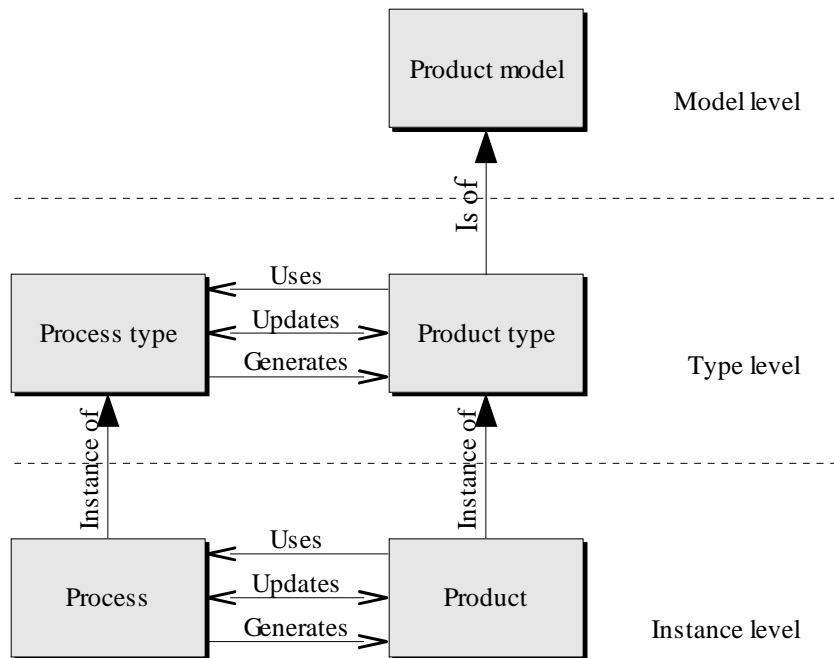 Product model
Model level
Is of
Uses
Process type
Updates
Product type
Generates
Type level
Instance of
Instance of
Uses
Process
Updates
Product
Generates
Instance level